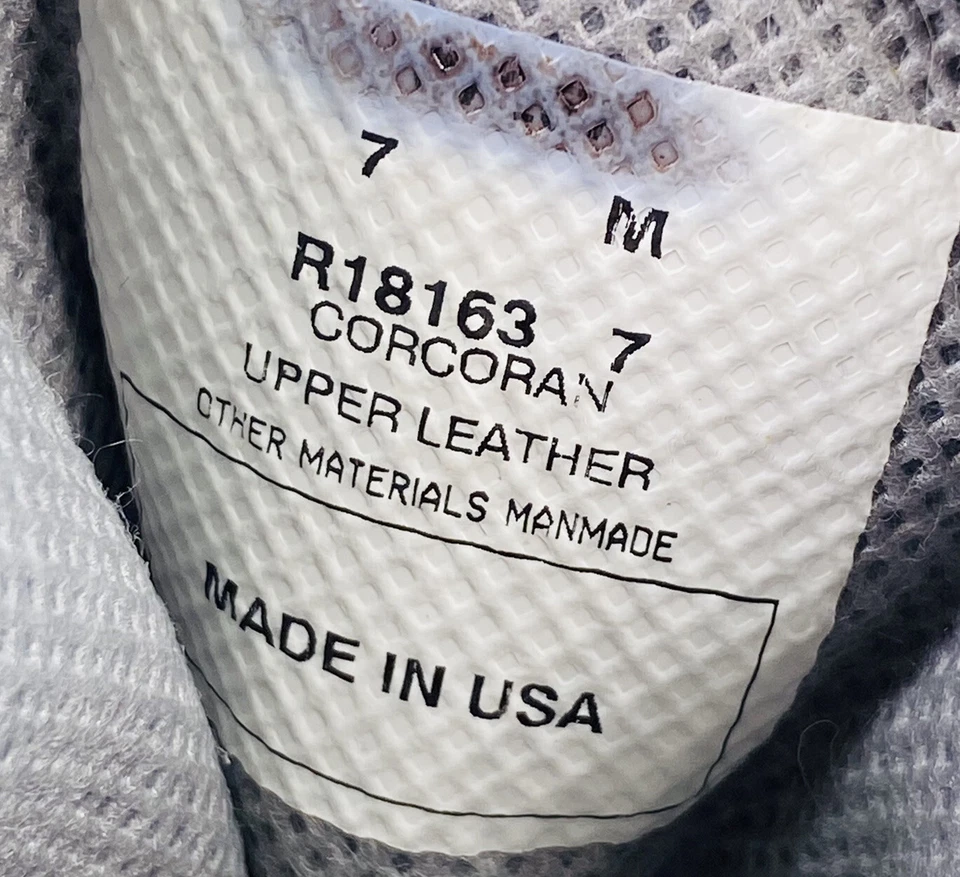 7 M
R18163 7
CORCORAN
UPPER LEATHER
OTHER MATERIALS MANMADE
MADE IN USA